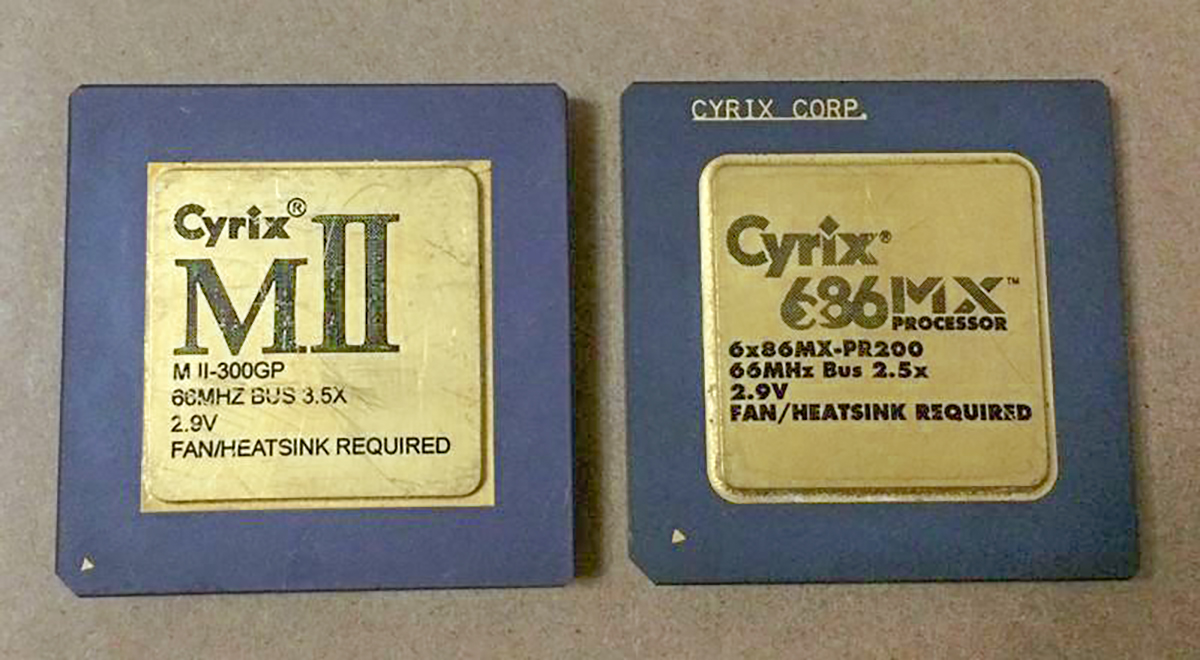 Cyrix®
MII
M II-300GP
66MHZ BUS 3.5X
2.9V
FAN/HEATSINK REQUIRED
CYRIX CORP.
Cyrix®
686MX™
PROCESSOR
6x86MX-PR200
66MHz Bus 2.5x
2.9V
FAN/HEATSINK REQUIRED